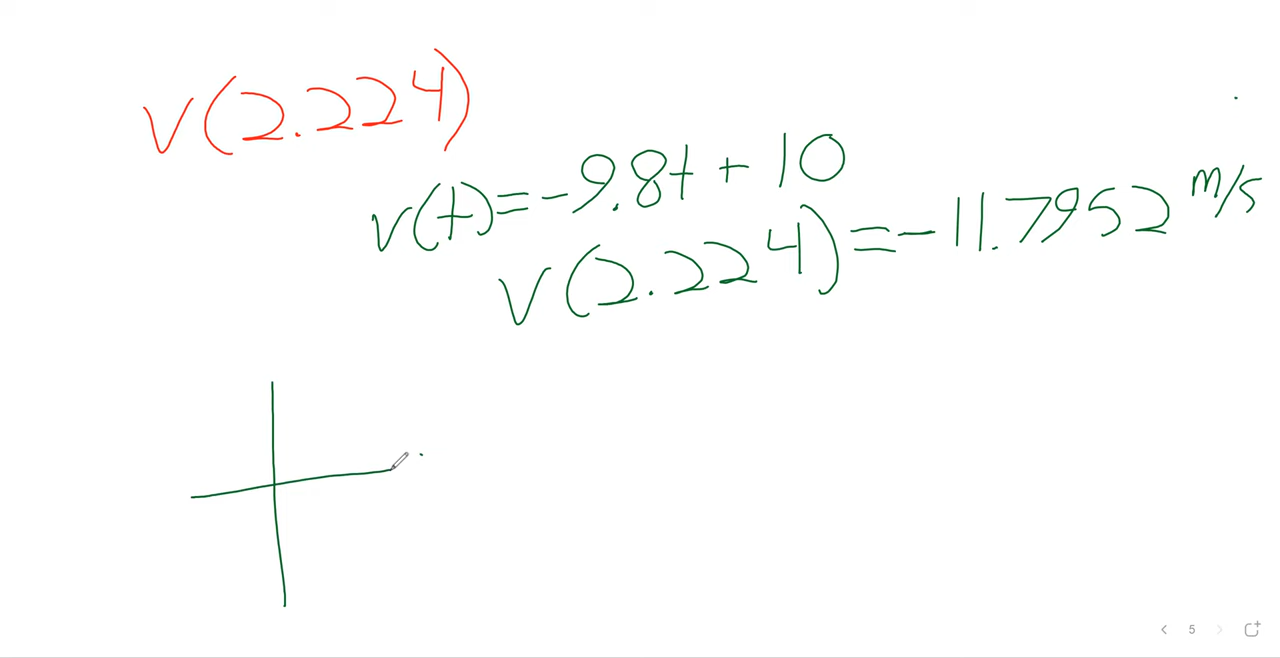 v(2.224)
v(t)=-9.8t + 10
v(2.224)=-11.7952 m/s
5